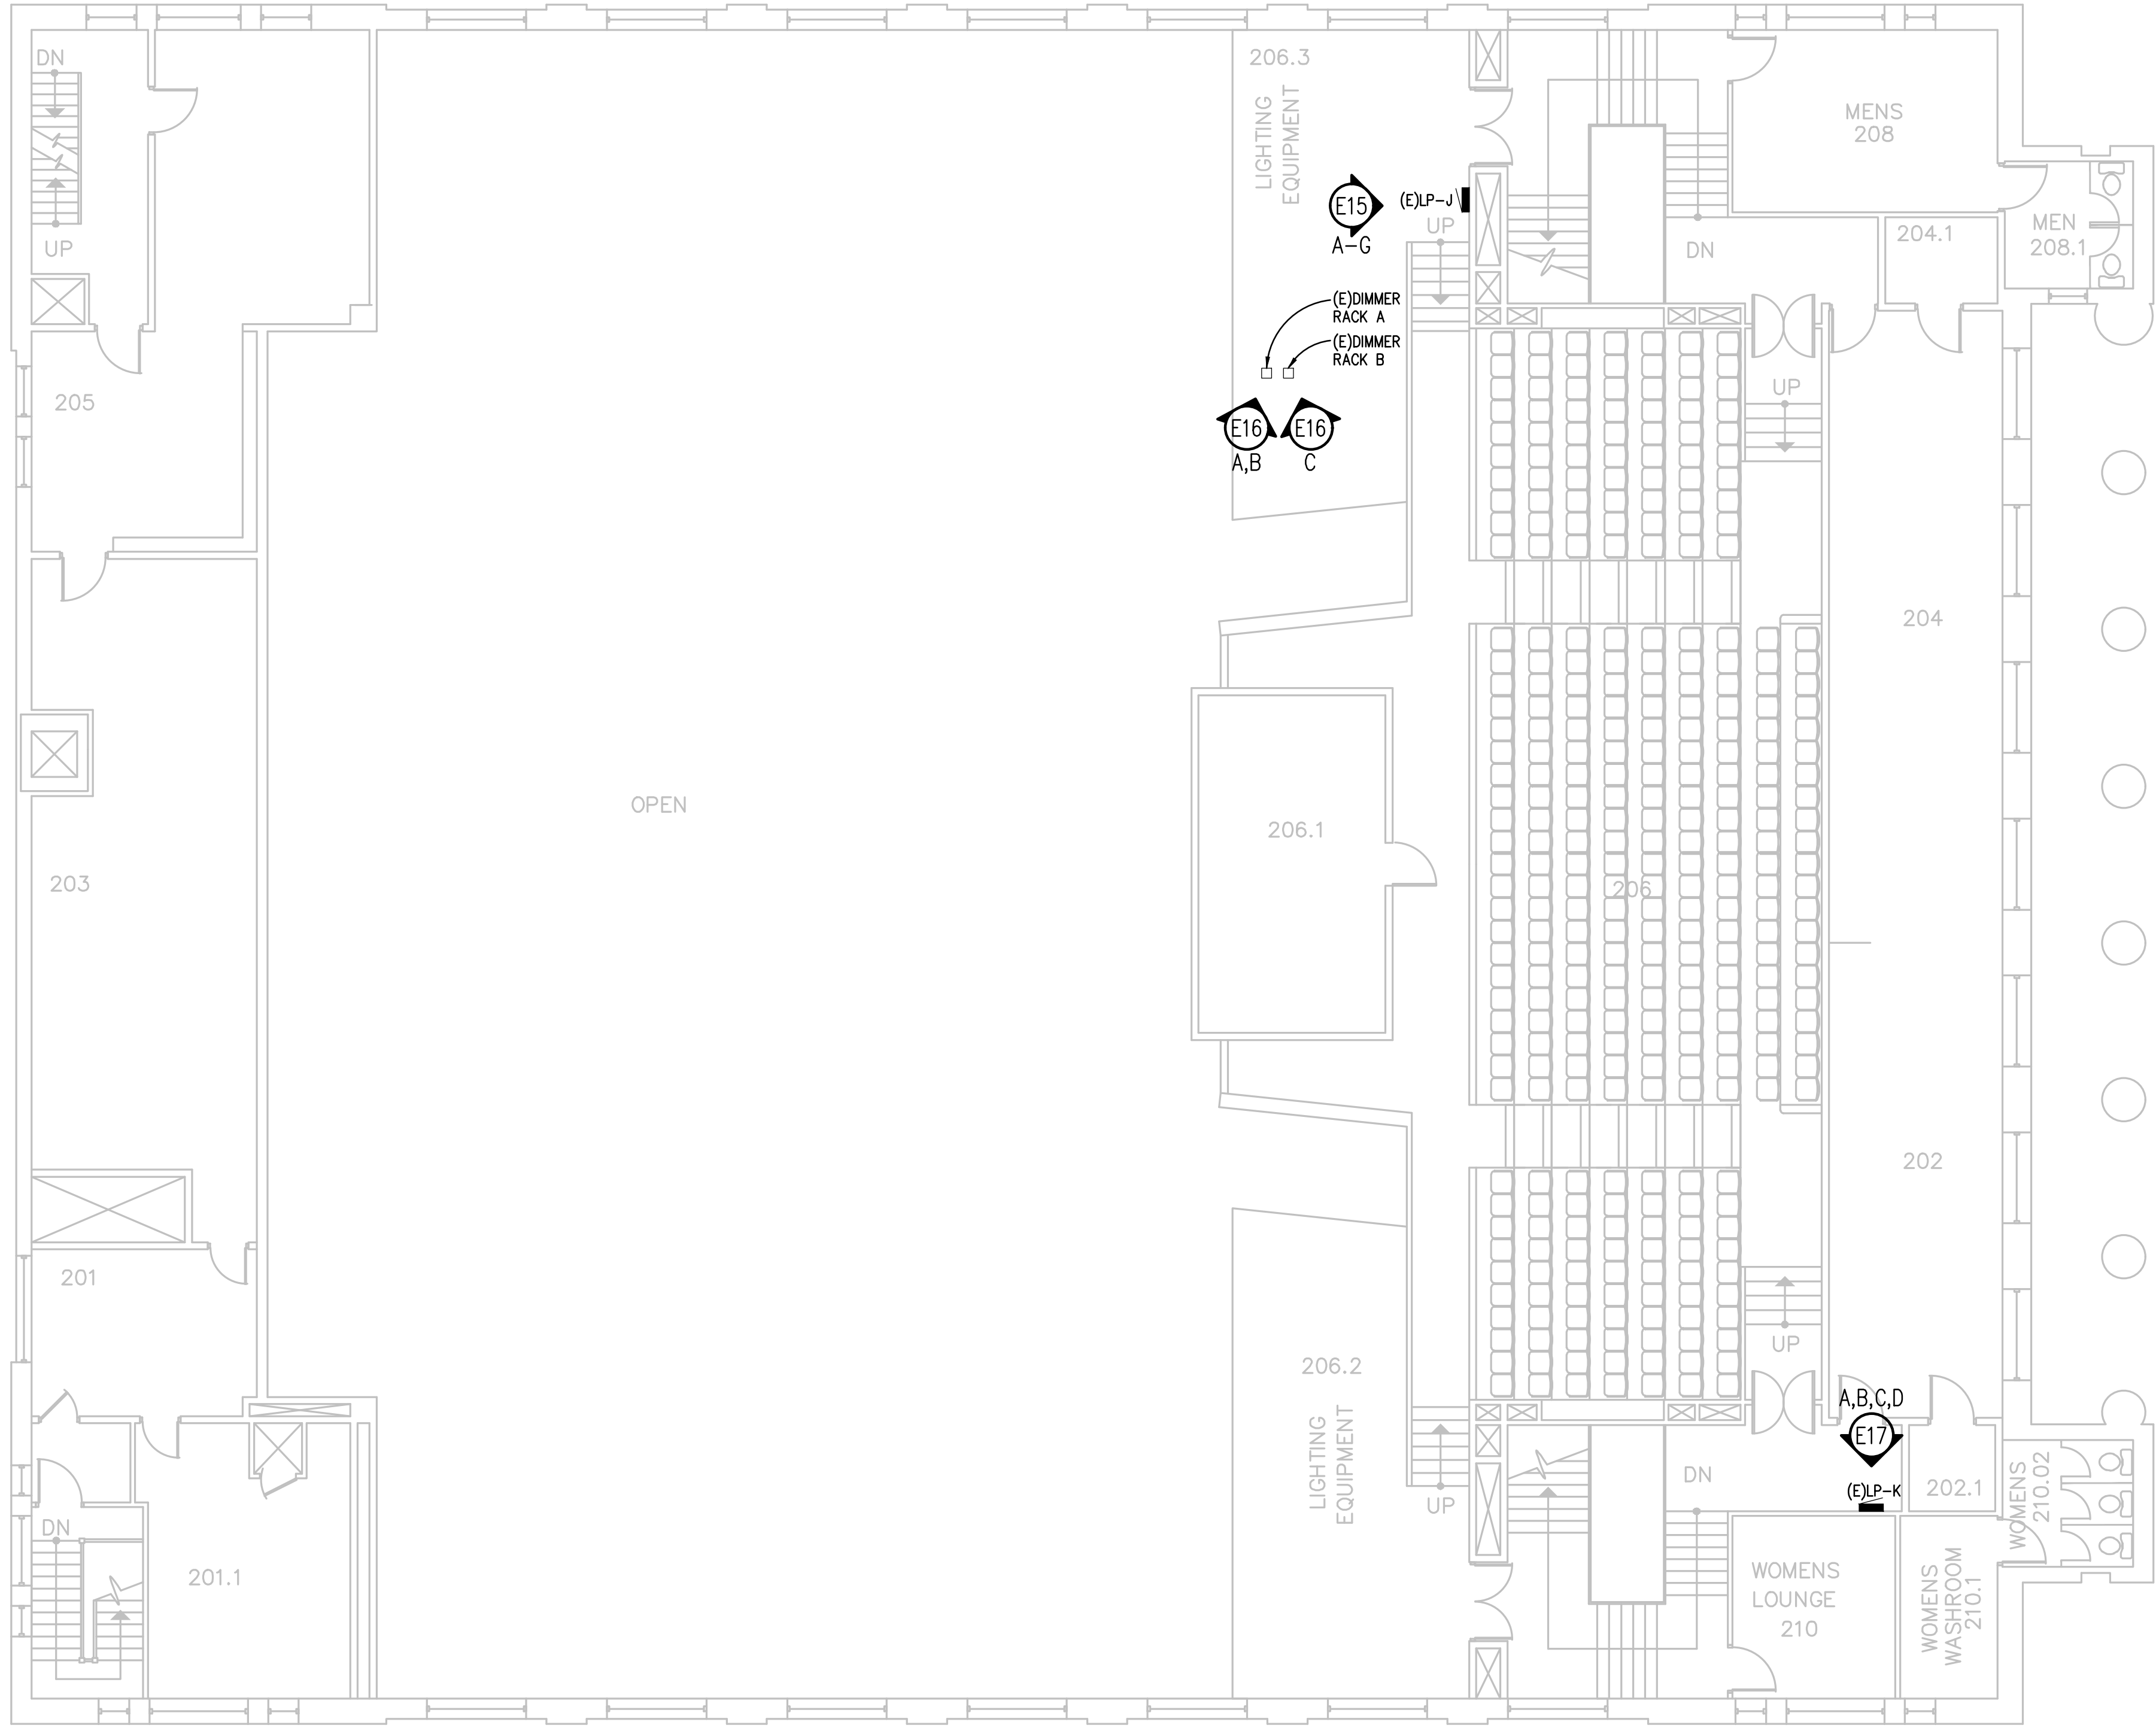 DN
UP
206.3
LIGHTING
EQUIPMENT
MENS
208
E15
A-G
(E)LP-J
UP
DN
204.1
MEN
208.1
(E)DIMMER
RACK A
(E)DIMMER
RACK B
205
UP
E16
A,B
E16
C
204
OPEN
206.1
203
206
202
201
UP
206.2
LIGHTING
EQUIPMENT
UP
A,B,C,D
E17
DN
(E)LP-K
202.1
WOMENS
210.02
DN
201.1
WOMENS
LOUNGE
210
WOMENS
WASHROOM
210.1